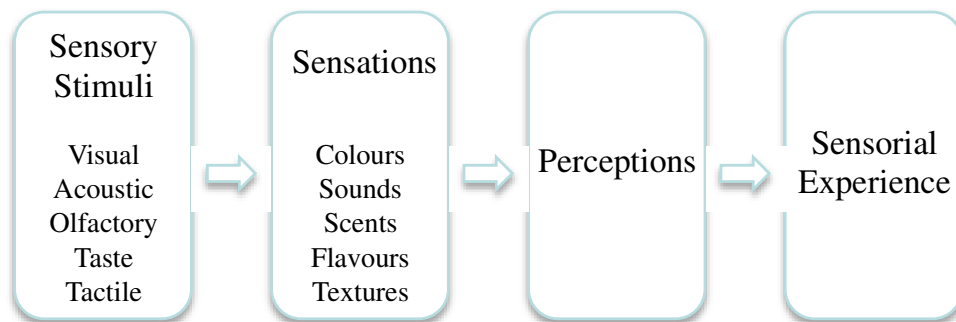 Sensory
Stimuli
Visual
Acoustic
Olfactory
Taste
Tactile
Sensations
Colours
Sounds
Scents
Flavours
Textures
Perceptions
Sensorial
Experience